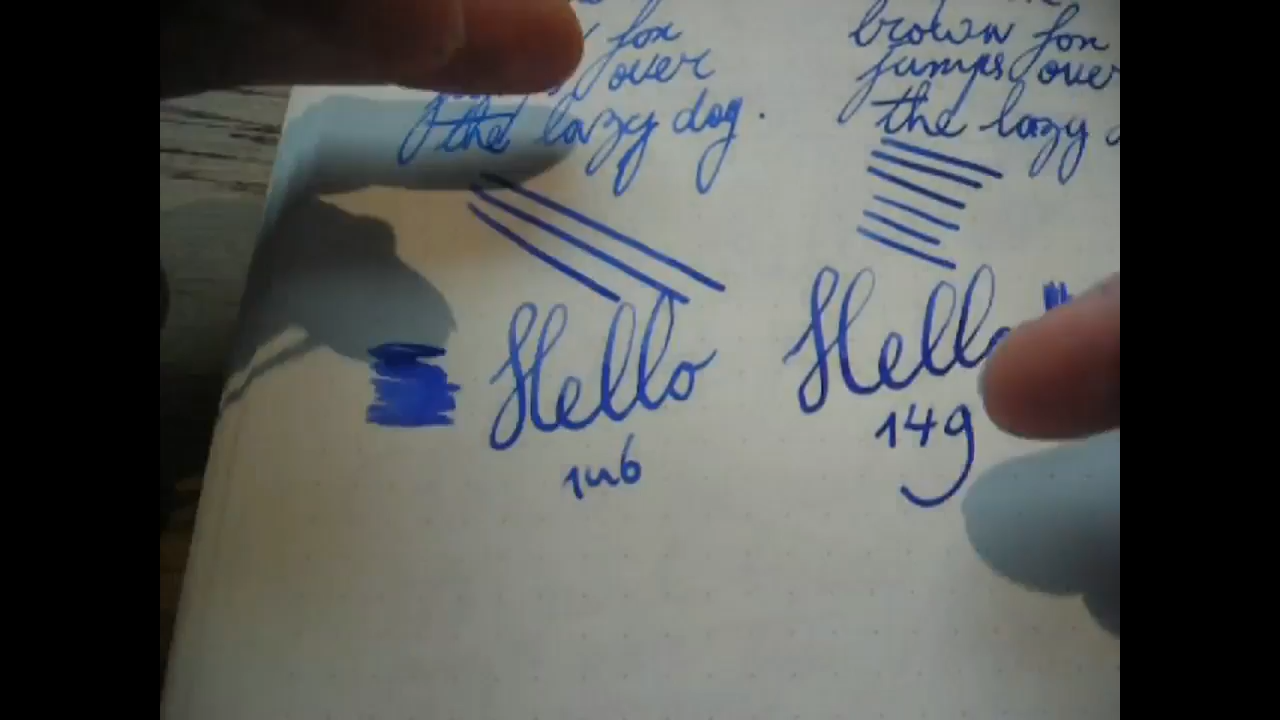 fox
over
the lazy dog.
Hello
146
brown fox
jumps over
the lazy
Hello
149